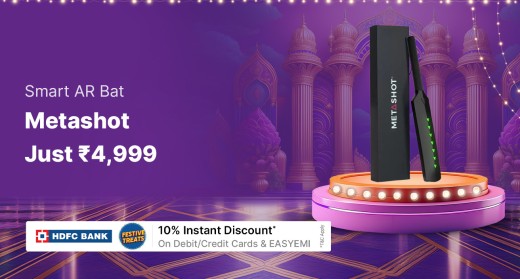 Smart AR Bat
Metashot
Just ₹4,999
METASHOT
HDFC BANK
FESTIVE
TREATS
10% Instant Discount*
On Debit/Credit Cards & EASYEMI
*T&C Apply